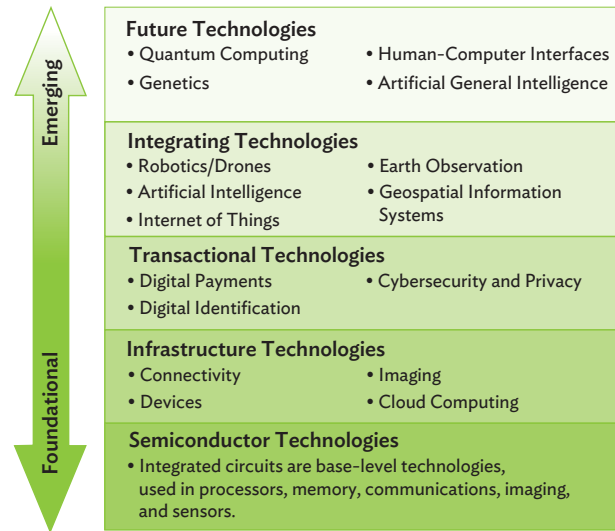 Emerging
Foundational
Future Technologies
• Quantum Computing
• Genetics
• Human-Computer Interfaces
• Artificial General Intelligence
Integrating Technologies
• Robotics/Drones
• Artificial Intelligence
• Internet of Things
• Earth Observation
• Geospatial Information
Systems
Transactional Technologies
• Digital Payments
• Digital Identification
• Cybersecurity and Privacy
Infrastructure Technologies
• Connectivity
• Devices
• Imaging
• Cloud Computing
Semiconductor Technologies
• Integrated circuits are base-level technologies,
used in processors, memory, communications, imaging,
and sensors.